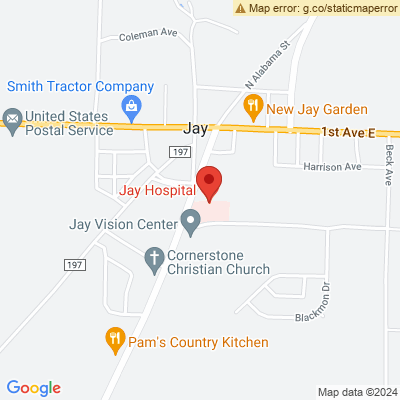 Map error: g.co/staticmaperror
Coleman Ave
N Alabama St
Smith Tractor Company
New Jay Garden
United States
Postal Service
Jay
1st Ave E
197
Harrison Ave
Beck Ave
Jay Hospital
Jay Vision Center
Cornerstone
Christian Church
197
Blackmon Dr
Pam's Country Kitchen
Google
Map data ©2024